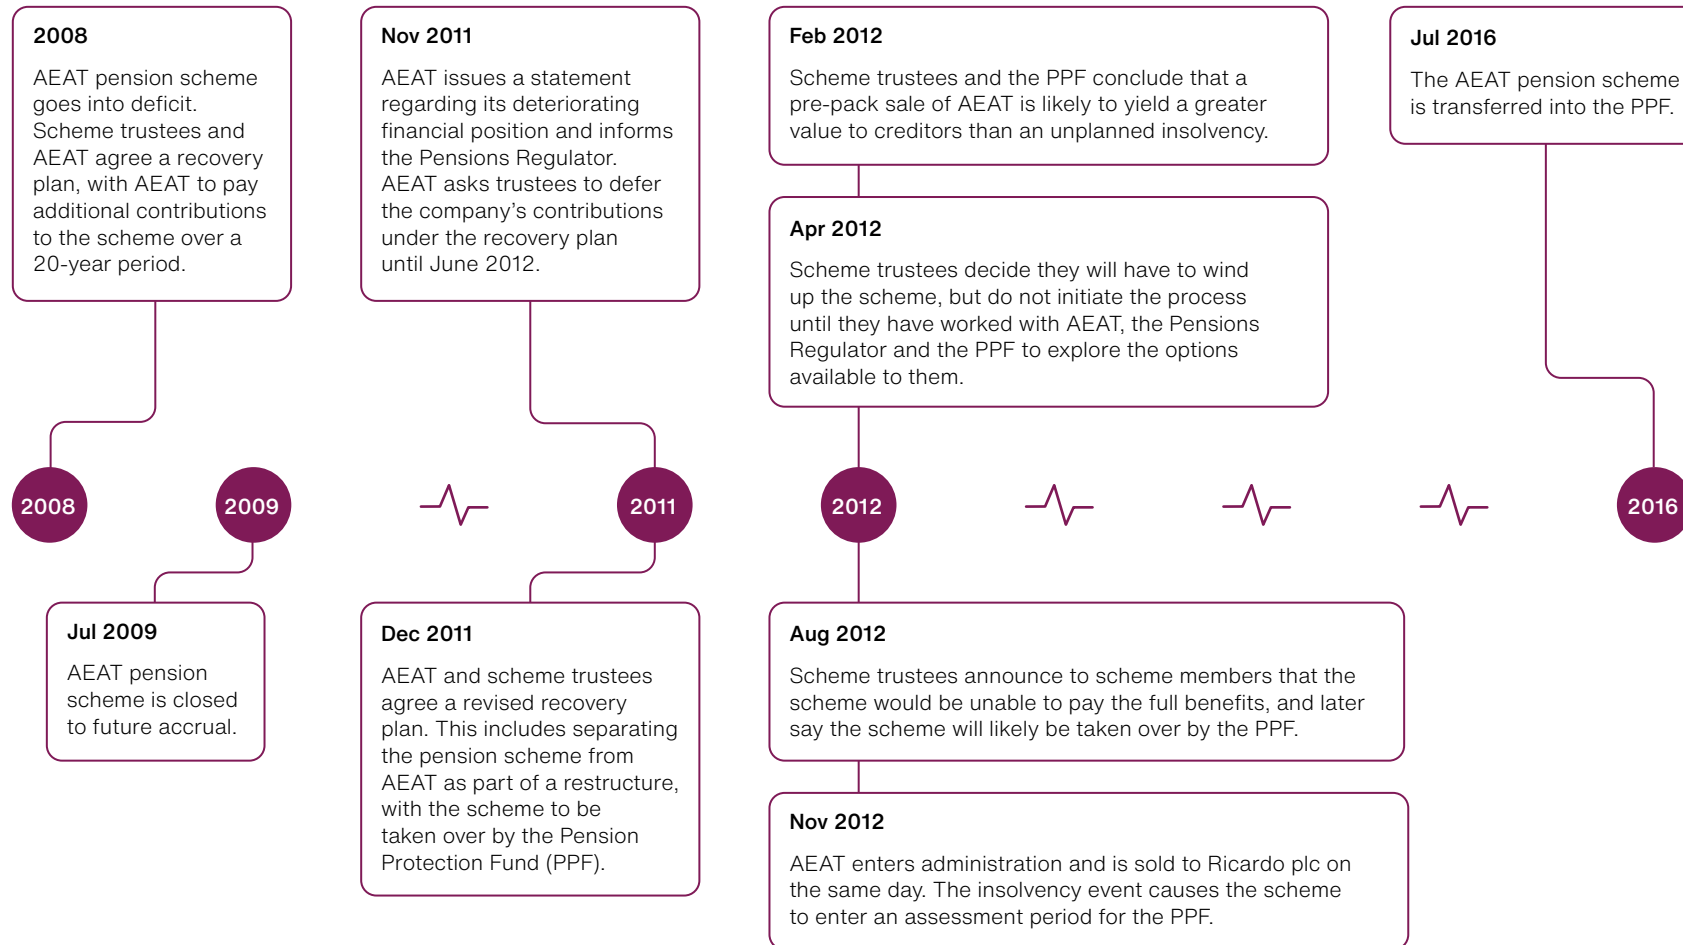 2008
AEAT pension scheme
goes into deficit.
Scheme trustees and
AEAT agree a recovery
plan, with AEAT to pay
additional contributions
to the scheme over a
20-year period.
Nov 2011
AEAT issues a statement
regarding its deteriorating
financial position and informs
the Pensions Regulator.
AEAT asks trustees to defer
the company’s contributions
under the recovery plan
until June 2012.
Feb 2012
Scheme trustees and the PPF conclude that a
pre-pack sale of AEAT is likely to yield a greater
value to creditors than an unplanned insolvency.
Apr 2012
Scheme trustees decide they will have to wind
up the scheme, but do not initiate the process
until they have worked with AEAT, the Pensions
Regulator and the PPF to explore the options
available to them.
Jul 2016
The AEAT pension scheme
is transferred into the PPF.
2008
2009
2011
2012
2016
Jul 2009
AEAT pension
scheme is closed
to future accrual.
Dec 2011
AEAT and scheme trustees
agree a revised recovery
plan. This includes separating
the pension scheme from
AEAT as part of a restructure,
with the scheme to be
taken over by the Pension
Protection Fund (PPF).
Aug 2012
Scheme trustees announce to scheme members that the
scheme would be unable to pay the full benefits, and later
say the scheme will likely be taken over by the PPF.
Nov 2012
AEAT enters administration and is sold to Ricardo plc on
the same day. The insolvency event causes the scheme
to enter an assessment period for the PPF.